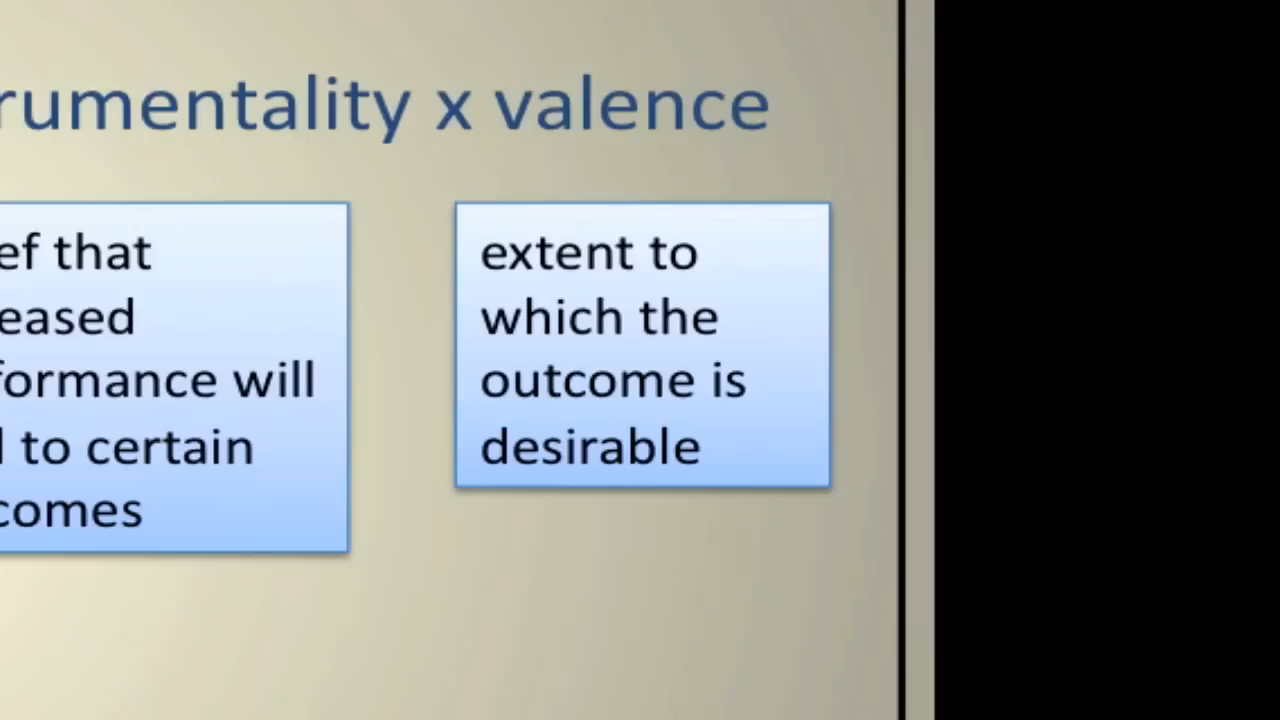 rumentality x valence
ef that
eased
formance will
l to certain
comes
extent to
which the
outcome is
desirable